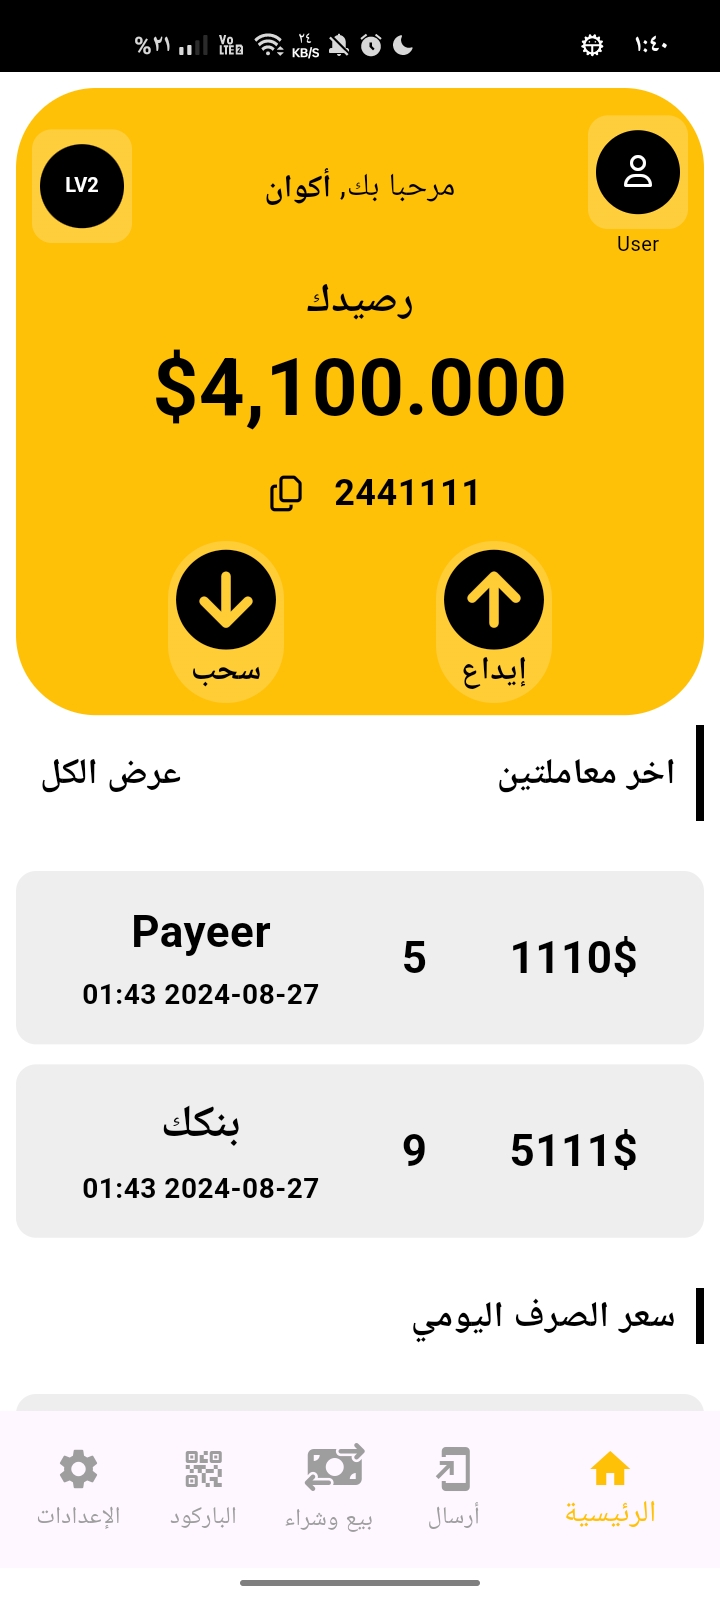 ١:٤٠
٢٤
KB/S
Vo
LTE2
%٢١
User
مرحبا بك, أكوان
LV2
رصيدك
$4,100.000
2441111
إيداع
سحب
اخر معاملتين
عرض الكل
1110$
5
Payeer
01:43 2024-08-27
5111$
9
بنكك
01:43 2024-08-27
سعر الصرف اليومي
الرئيسية
أرسال
بيع وشراء
الباركود
الإعدادات